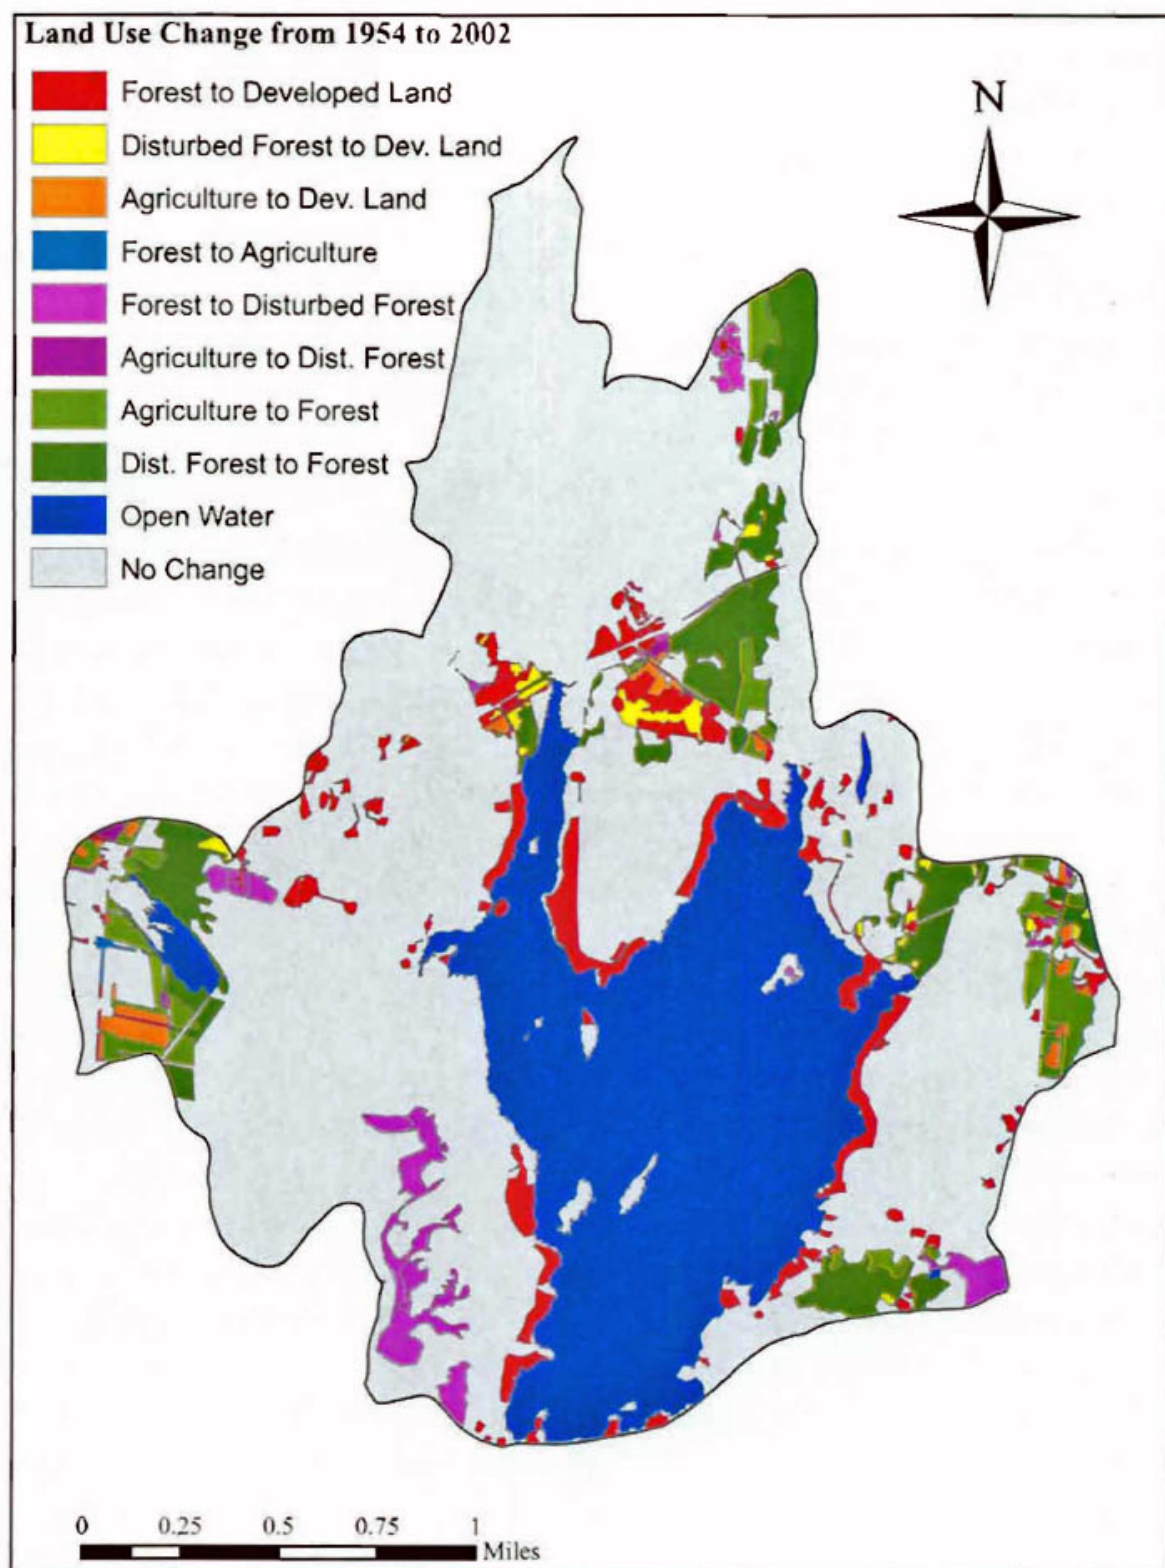 Land Use Change from 1954 to 2002
Forest to Developed Land
Disturbed Forest to Dev. Land
Agriculture to Dev. Land
Forest to Agriculture
Forest to Disturbed Forest
Agriculture to Dist. Forest
Agriculture to Forest
Dist. Forest to Forest
Open Water
No Change
N
0 0.25 0.5 0.75 1
Miles